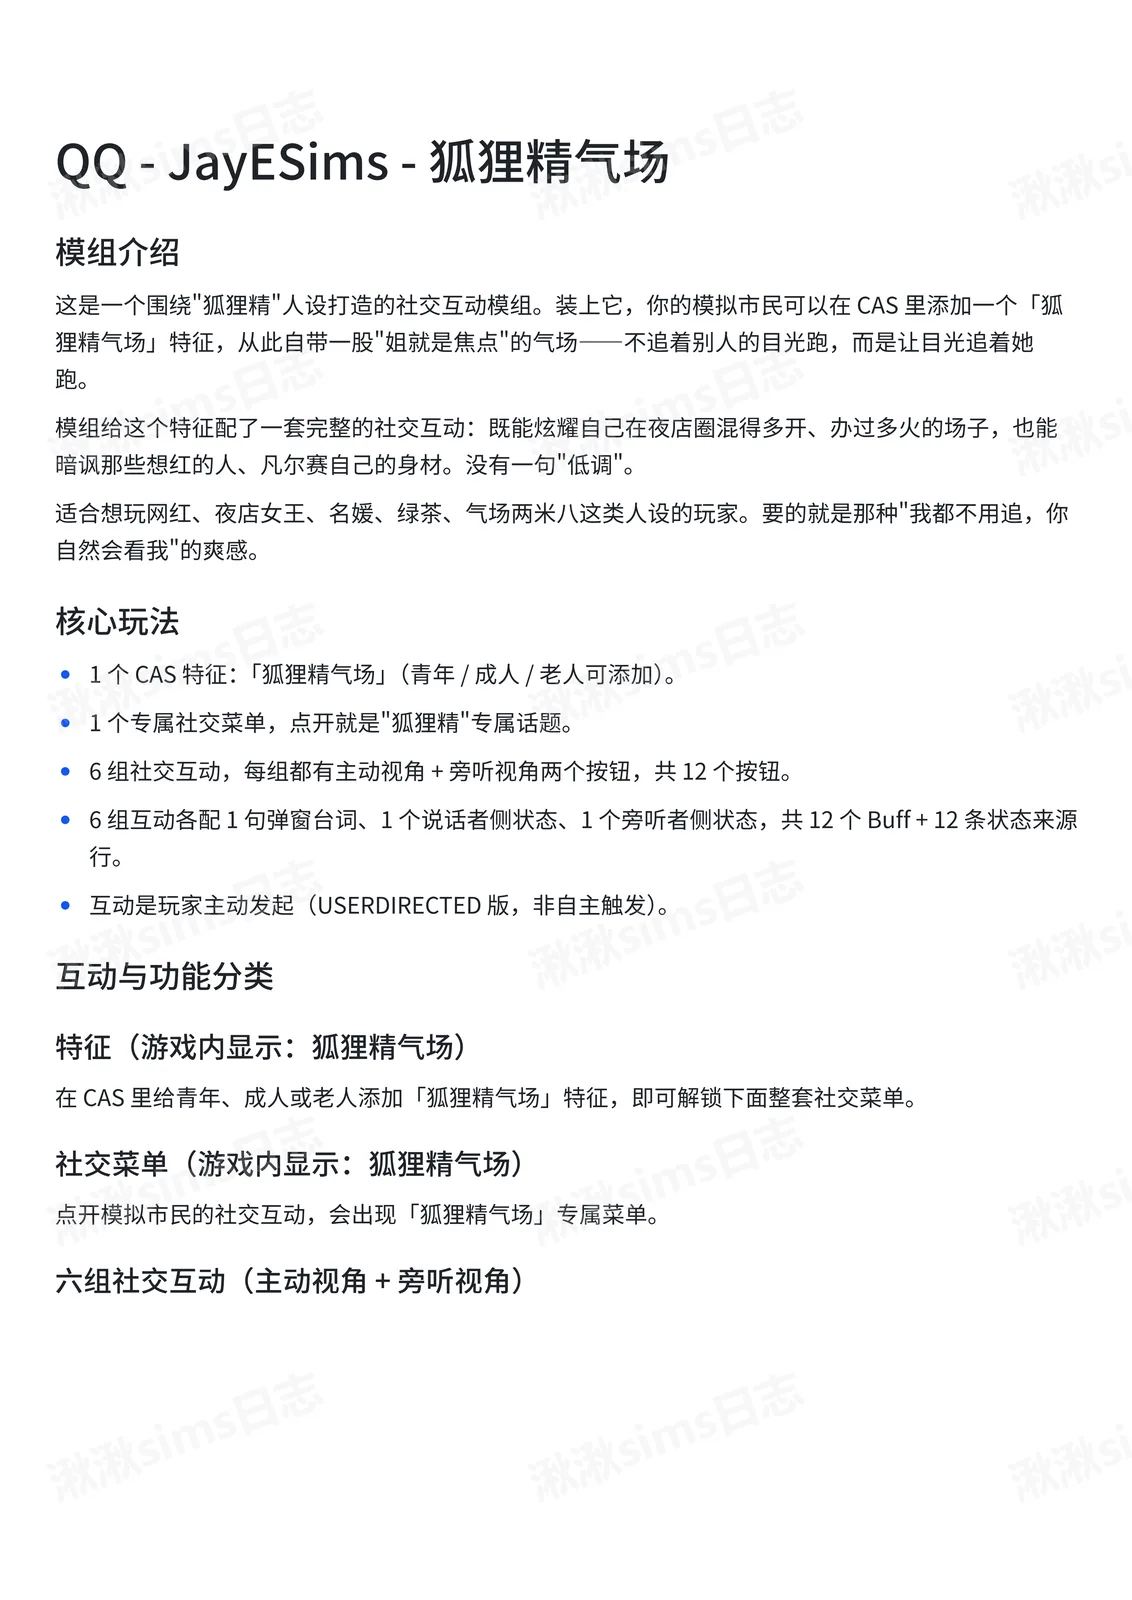 QQ - JayESims - 狐狸精气场
模组介绍
这是一个围绕"狐狸精"人设打造的社交互动模组。装上它，你的模拟市民可以在 CAS 里添加一个「狐
狸精气场」特征，从此自带一股"姐就是焦点"的气场——不追着别人的目光跑，而是让目光追着她
跑。
模组给这个特征配了一套完整的社交互动：既能炫耀自己在夜店圈混得多开、办过多火的场子，也能
暗讽那些想红的人、凡尔赛自己的身材。没有一句"低调"。
适合想玩网红、夜店女王、名媛、绿茶、气场两米八这类人设的玩家。要的就是那种"我都不用追，你
自然会看我"的爽感。
核心玩法
• 1 个 CAS 特征：「狐狸精气场」（青年 / 成人 / 老人可添加）。
• 1 个专属社交菜单，点开就是"狐狸精"专属话题。
• 6 组社交互动，每组都有主动视角 + 旁听视角两个按钮，共 12 个按钮。
• 6 组互动各配 1 句弹窗台词、1 个说话者侧状态、1 个旁听者侧状态，共 12 个 Buff + 12 条状态来源
行。
• 互动是玩家主动发起（USERDIRECTED 版，非自主触发）。
互动与功能分类
特征（游戏内显示：狐狸精气场）
在 CAS 里给青年、成人或老人添加「狐狸精气场」特征，即可解锁下面整套社交菜单。
社交菜单（游戏内显示：狐狸精气场）
点开模拟市民的社交互动，会出现「狐狸精气场」专属菜单。
六组社交互动（主动视角 + 旁听视角）
湫湫sims日志